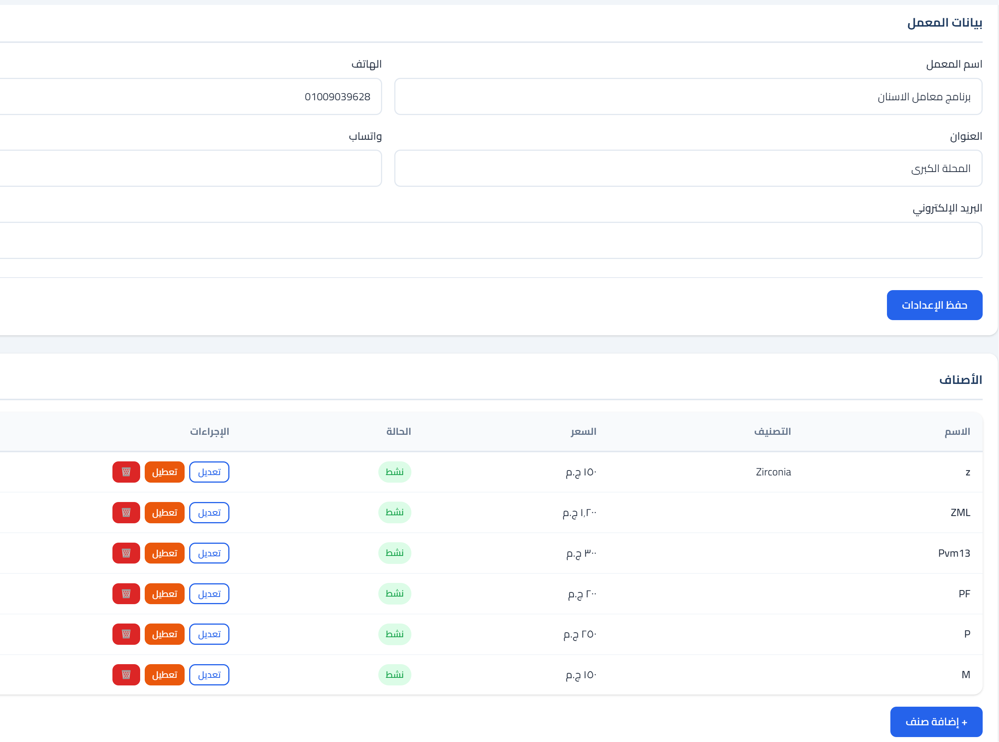 بيانات المعمل
اسم المعمل
الهاتف
برنامج معامل الاسنان
01009039628
العنوان
واتساب
المحلة الكبرى
البريد الإلكتروني
حفظ الإعدادات
الأصناف
الاسم التصنيف السعر الحالة الإجراءات
z Zirconia ١٥٠ ج.م نشط تعديل تعطيل
ZML ١,٢٠٠ ج.م نشط تعديل تعطيل
Pvm13 ٣٠٠ ج.م نشط تعديل تعطيل
PF ٢٠٠ ج.م نشط تعديل تعطيل
P ٢٥٠ ج.م نشط تعديل تعطيل
M ١٥٠ ج.م نشط تعديل تعطيل
+ إضافة صنف